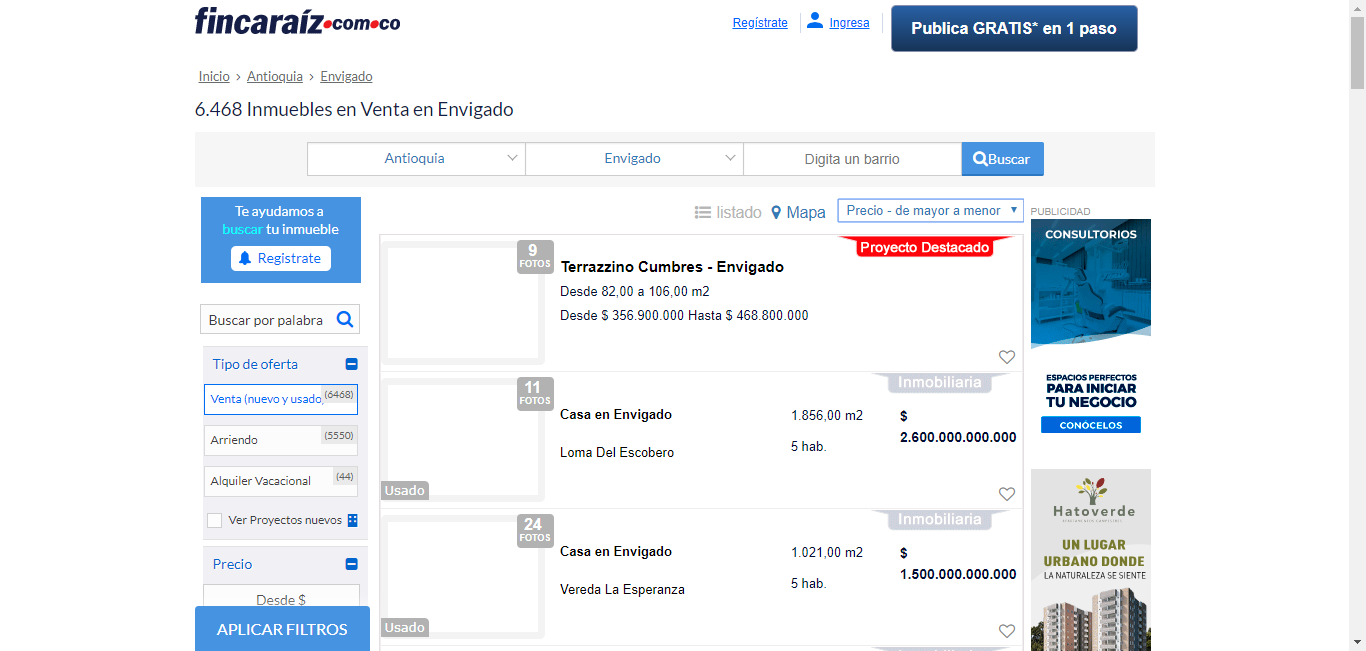 fincaraíz.com.co
Regístrate
Ingresa
Publica GRATIS* en 1 paso
Inicio › Antioquia › Envigado
6.468 Inmuebles en Venta en Envigado
Antioquia
Envigado
Digita un barrio
Buscar
Te ayudamos a
buscar tu inmueble
Registrate
listado
Mapa
Precio - de mayor a menor
PUBLICIDAD
Buscar por palabra
Tipo de oferta
Venta (nuevo y usado)
(6468)
Arriendo
(5550)
Alquiler Vacacional
(44)
Ver Proyectos nuevos
Precio
Desde $
APLICAR FILTROS
9
FOTOS
Proyecto Destacado
Terrazzino Cumbres - Envigado
Desde 82,00 a 106,00 m2
Desde $ 356.900.000 Hasta $ 468.800.000
11
FOTOS
Usado
Inmobiliaria
Casa en Envigado
Loma Del Escobero
1.856,00 m2
5 hab.
$
2.600.000.000.000
24
FOTOS
Usado
Inmobiliaria
Casa en Envigado
Vereda La Esperanza
1.021,00 m2
5 hab.
$
1.500.000.000.000
CONSULTORIOS
ESPACIOS PERFECTOS
PARA INICIAR
TU NEGOCIO
CONÓCELOS
Hatoverde
UN LUGAR
URBANO DONDE
LA NATURALEZA SE SIENTE